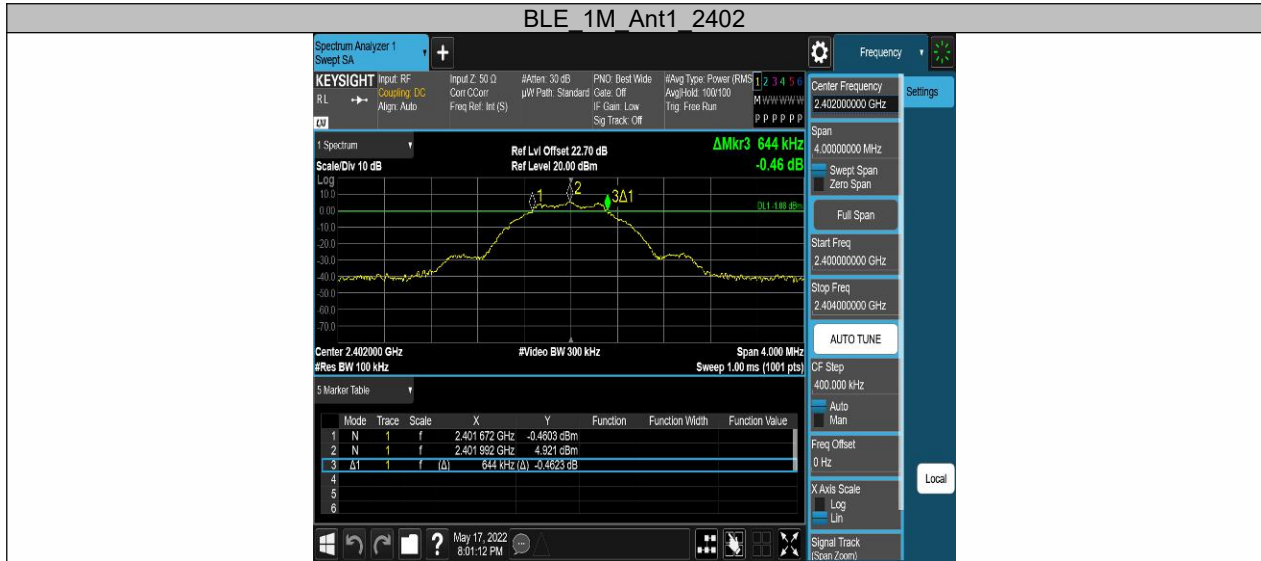 BLE_1M_Ant1_2402
Spectrum Analyzer 1
Swept SA
Frequency
KEYSIGHT
RL
Input: RF
Coupling: DC
Align: Auto
Input Z: 50 Ω
Corr CCorr
Freq Ref: Int (S)
#Atten: 30 dB
µW Path: Standard
PNO: Best Wide
Gate: Off
IF Gain: Low
Sig Track: Off
#Avg Type: Power (RMS
Avg|Hold: 100/100
Trig: Free Run
1 2 3 4 5 6
M W W W W W
P P P P P P
1 Spectrum
Scale/Div 10 dB
Ref Lvl Offset 22.70 dB
Ref Level 20.00 dBm
ΔMkr3 644 kHz
-0.46 dB
Log
10.0
0.00
-10.0
-20.0
-30.0
-40.0
-50.0
-60.0
-70.0
1
2
3Δ1
DL1 -1.08 dBm
Center 2.402000 GHz
#Res BW 100 kHz
#Video BW 300 kHz
Span 4.000 MHz
Sweep 1.00 ms (1001 pts)
5 Marker Table
Mode Trace Scale X Y Function Function Width Function Value
1 N 1 f 2.401 672 GHz -0.4603 dBm
2 N 1 f 2.401 992 GHz 4.921 dBm
3 Δ1 1 f (Δ) 644 kHz (Δ) -0.4623 dB
4
5
6
May 17, 2022
8:01:12 PM
Center Frequency
2.402000000 GHz
Settings
Span
4.00000000 MHz
Swept Span
Zero Span
Full Span
Start Freq
2.400000000 GHz
Stop Freq
2.404000000 GHz
AUTO TUNE
CF Step
400.000 kHz
Auto
Man
Freq Offset
0 Hz
X Axis Scale
Log
Lin
Local
Signal Track
(Span Zoom)